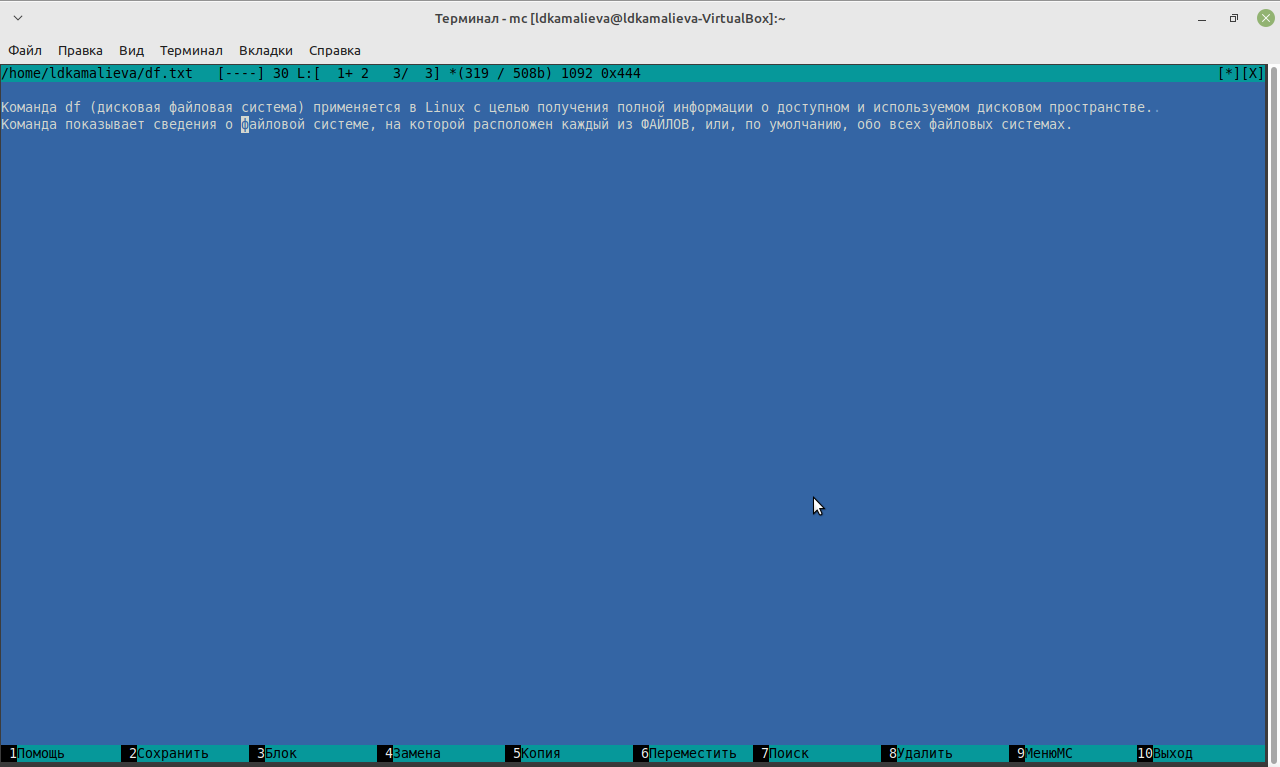 Терминал - mc [ldkamalieva@ldkamalieva-VirtualBox]:~
Файл Правка Вид Терминал Вкладки Справка
/home/ldkamalieva/df.txt   [----] 30 L:[  1+ 2   3/  3] *(319 / 508b) 1092 0x444 [*][X]
Команда df (дисковая файловая система) применяется в Linux с целью получения полной информации о доступном и используемом дисковом пространстве..
Команда показывает сведения о файловой системе, на которой расположен каждый из ФАЙЛОВ, или, по умолчанию, обо всех файловых системах.
1Помощь 2Сохранить 3Блок 4Замена 5Копия 6Переместить 7Поиск 8Удалить 9МенюMC 10Выход